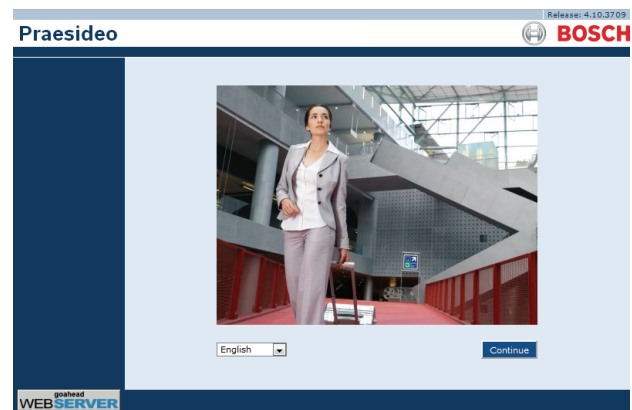 Release: 4.10.3709
Praesideo
BOSCH
English
Continue
goahead
WEBSERVER